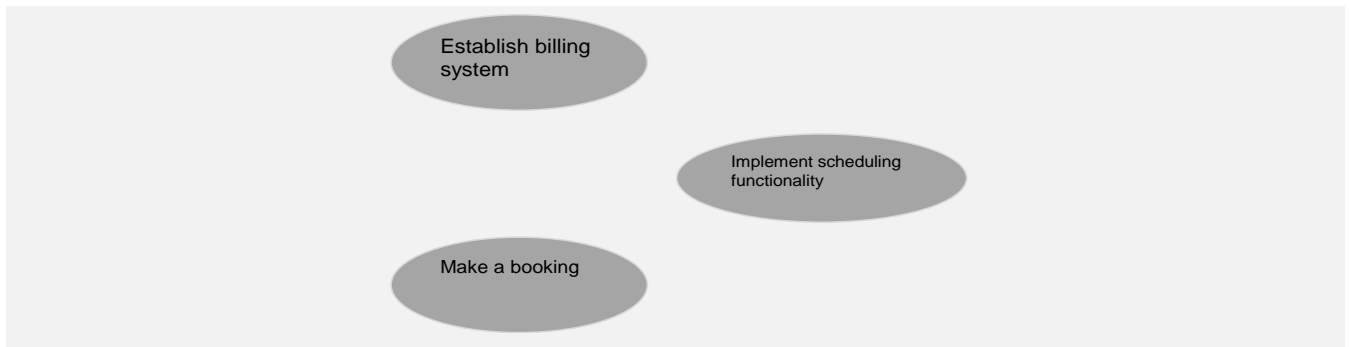 Establish billing
system
Implement scheduling
functionality
Make a booking